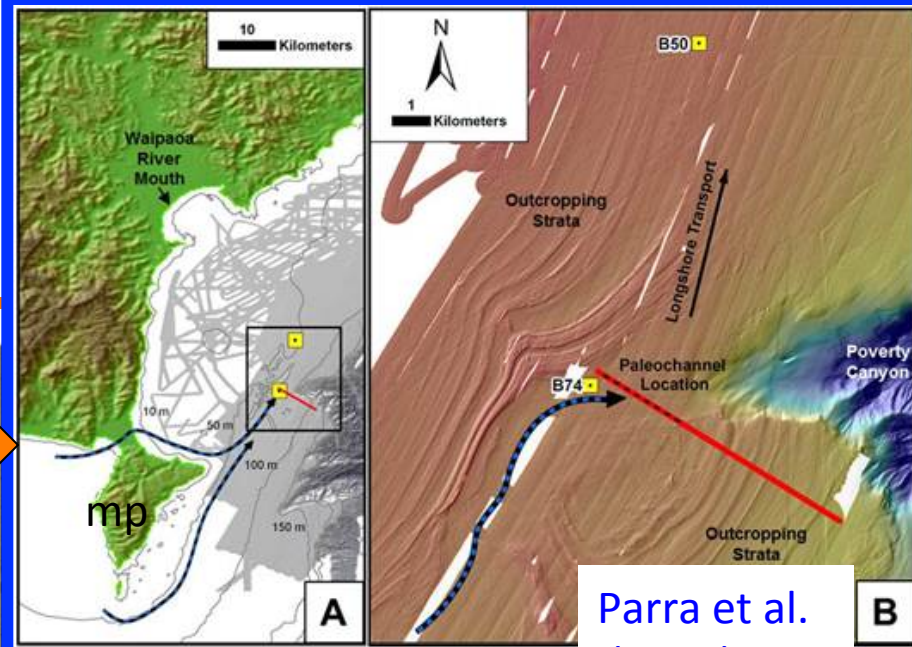 10
Kilometers
Waipaoa
River
Mouth
10 m
50 m
100 m
150 m
mp
A
N
1
Kilometers
B50
Outcropping
Strata
Longshore Transport
Poverty
Canyon
Paleochannel
Location
B74
Outcropping
Strata
Parra et al.
B